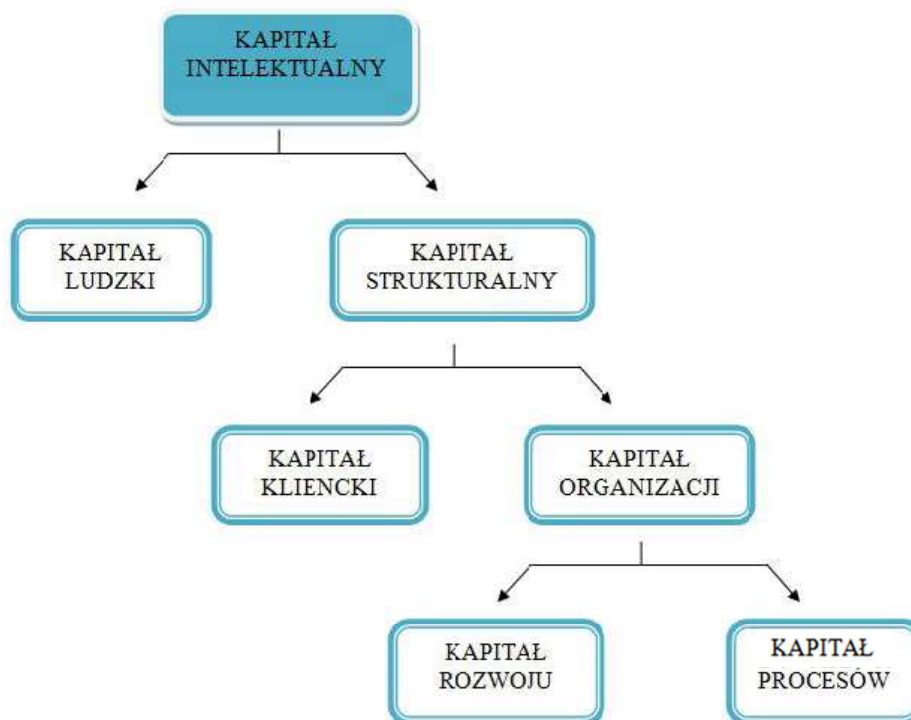 KAPITAŁ
INTELEKTUALNY
KAPITAŁ
LUDZKI
KAPITAŁ
STRUKTURALNY
KAPITAŁ
KLIENCKI
KAPITAŁ
ORGANIZACJI
KAPITAŁ
ROZWOJU
KAPITAŁ
PROCESÓW